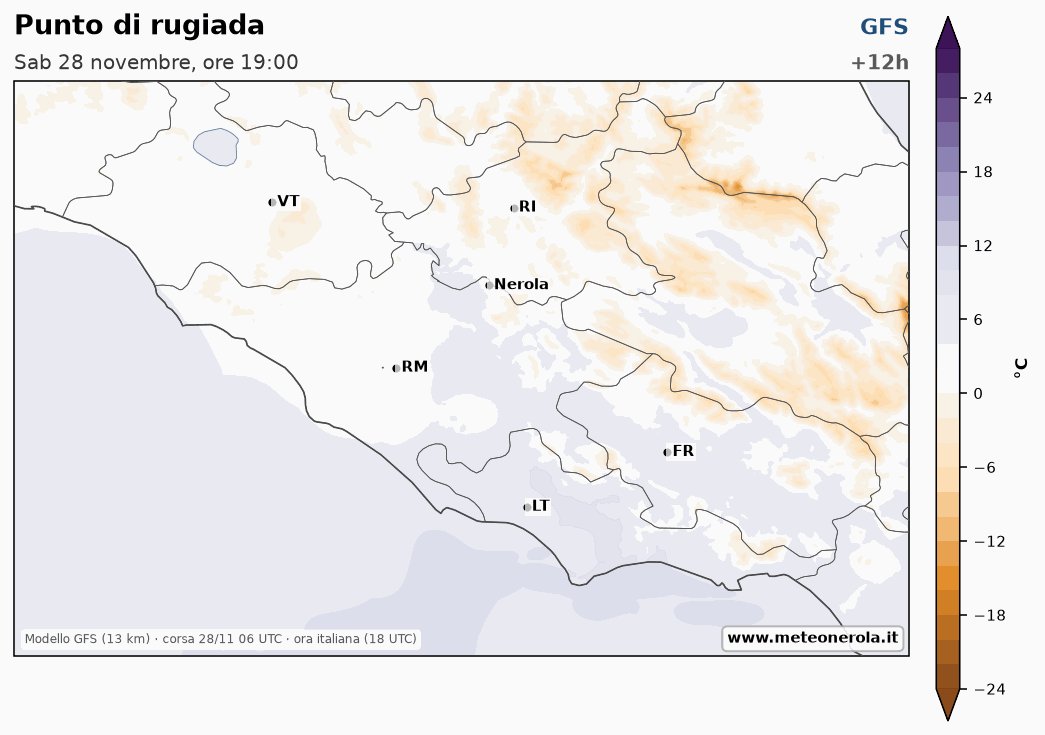 Punto di rugiada
GFS
Sab 28 novembre, ore 19:00
+12h
VT
RI
Nerola
RM
FR
LT
Modello GFS (13 km) · corsa 28/11 06 UTC · ora italiana (18 UTC)
www.meteonerola.it
24
18
12
6
0
−6
−12
−18
−24
°C